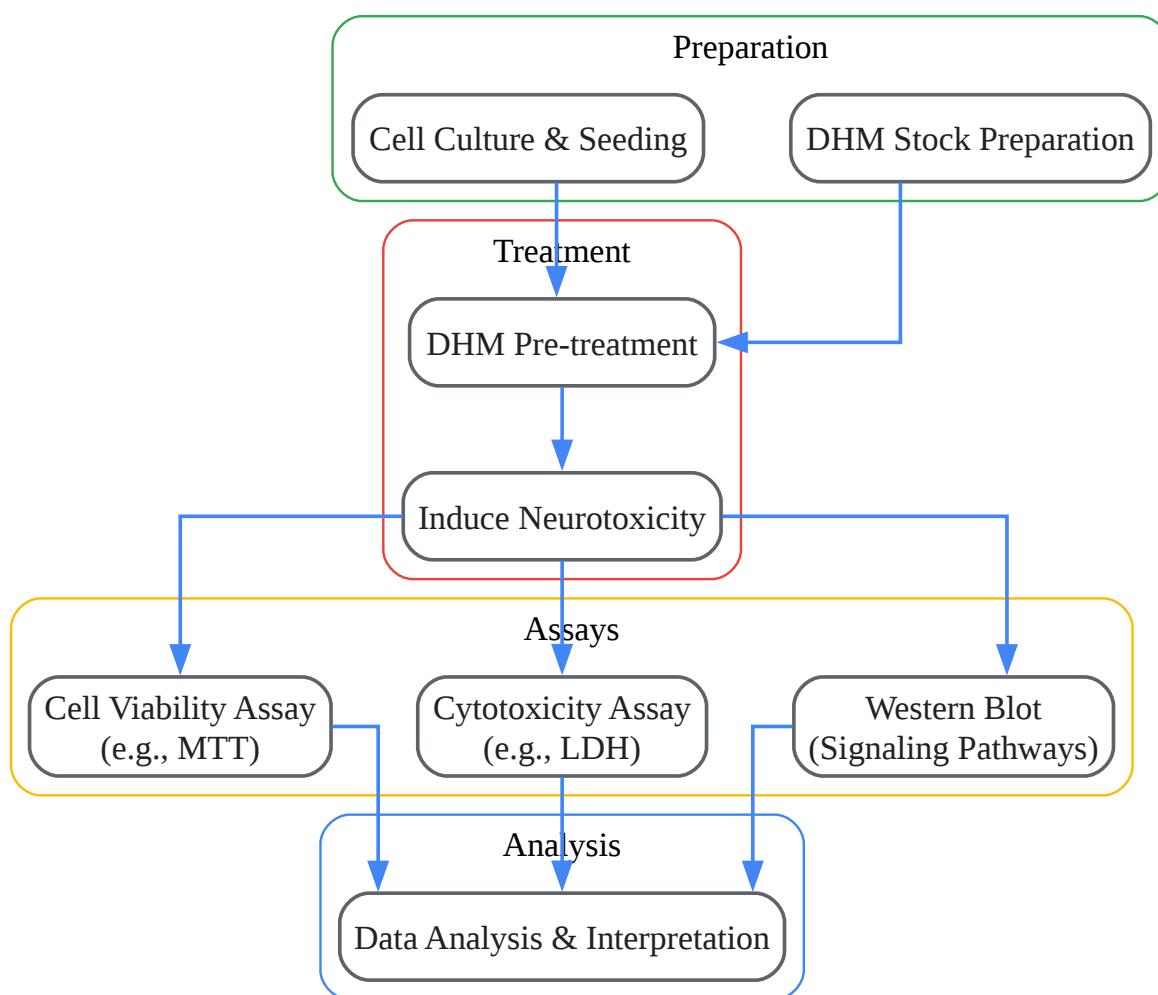 Preparation
Cell Culture & Seeding
DHM Stock Preparation
Treatment
DHM Pre-treatment
Induce Neurotoxicity
Assays
Cell Viability Assay
(e.g., MTT)
Cytotoxicity Assay
(e.g., LDH)
Western Blot
(Signaling Pathways)
Analysis
Data Analysis & Interpretation